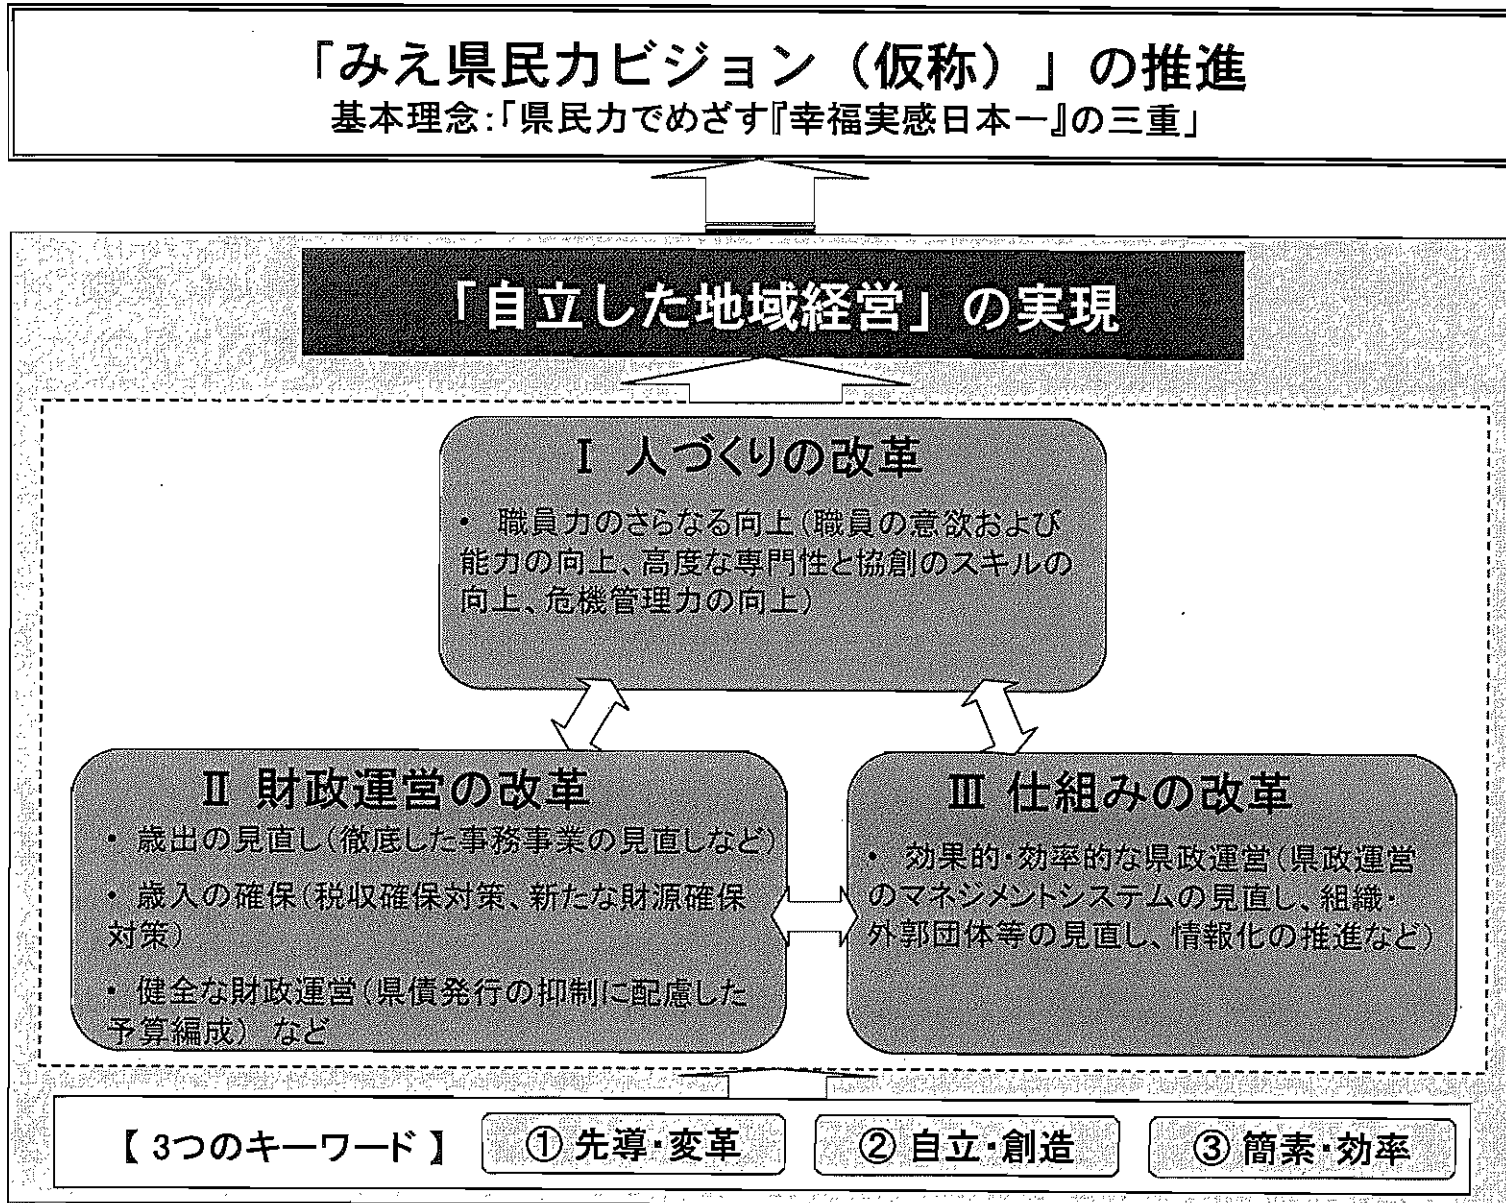 「みえ県民力ビジョン（仮称）」の推進
基本理念：「県民力でめざす『幸福実感日本一』の三重」
「自立した地域経営」の実現
Ⅰ 人づくりの改革
・ 職員力のさらなる向上（職員の意欲および
能力の向上、高度な専門性と協創のスキルの
向上、危機管理力の向上）
Ⅱ 財政運営の改革
・ 歳出の見直し（徹底した事務事業の見直しなど）
・ 歳入の確保（税収確保対策、新たな財源確保
対策）
・ 健全な財政運営（県債発行の抑制に配慮した
予算編成） など
Ⅲ 仕組みの改革
・ 効果的・効率的な県政運営（県政運営
のマネジメントシステムの見直し、組織・
外郭団体等の見直し、情報化の推進など）
【 3つのキーワード 】 ① 先導・変革 ② 自立・創造 ③ 簡素・効率